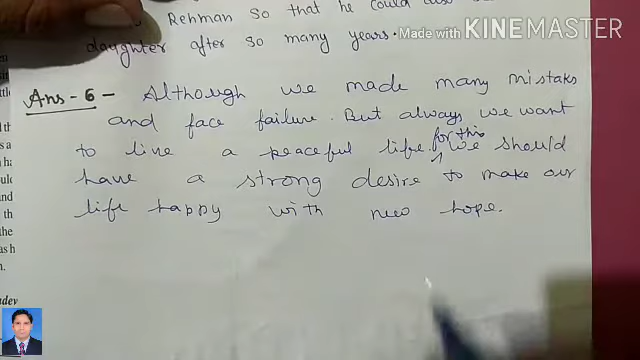 Rehman so that he could also
daughter after so many years.
Made with KINEMASTER
Ans-6- Although we made many mistaks
and face failure. But always we want
to live a peaceful life. for this we should
have a strong desire to make our
life happy with new hope.